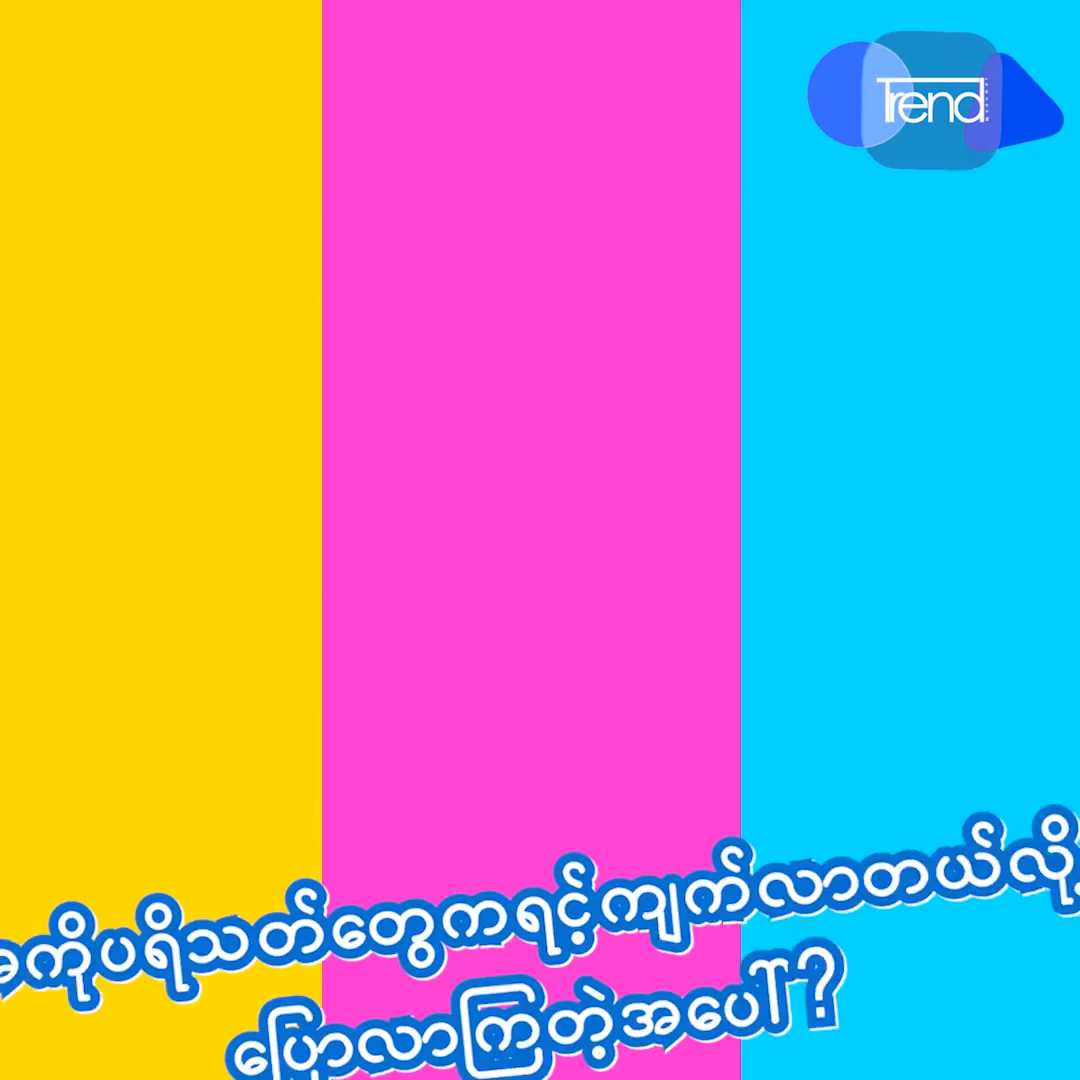 Trend
ကိုပရိသတ်တွေကရင့်ကျက်လာတယ်လို့
ပြောလာကြတဲ့အပေါ်?